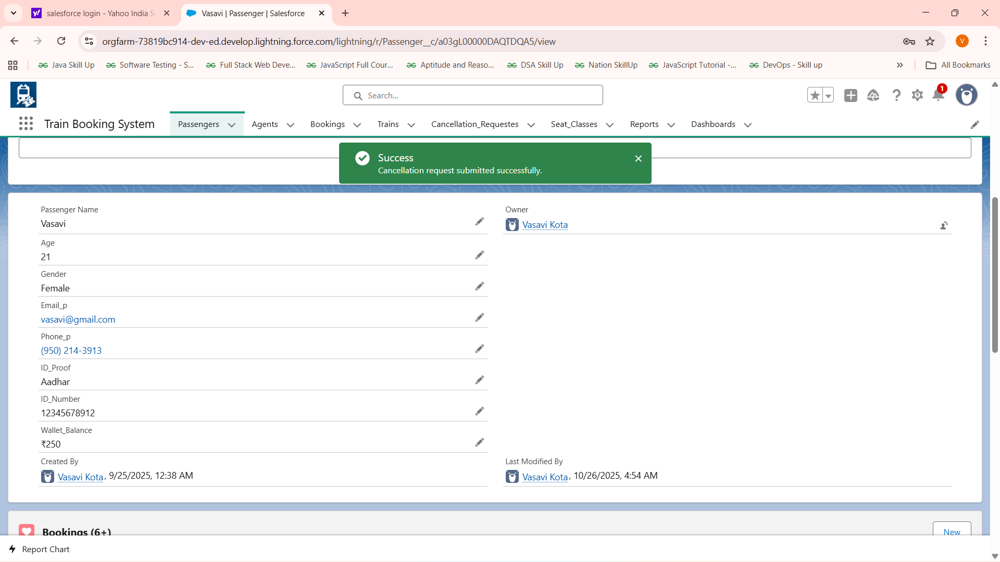 salesforce login - Yahoo India S
Vasavi | Passenger | Salesforce
orgfarm-73819bc914-dev-ed.develop.lightning.force.com/lightning/r/Passenger__c/a03gL00000DAQTDQA5/view
V
Java Skill Up
Software Testing - S...
Full Stack Web Deve...
JavaScript Full Cour...
Aptitude and Reaso...
DSA Skill Up
Nation SkillUp
JavaScript Tutorial -...
DevOps - Skill up
All Bookmarks
Search...
1
Train Booking System
Passengers
Agents
Bookings
Trains
Cancellation_Requestes
Seat_Classes
Reports
Dashboards
Success
Cancellation request submitted successfully.
Passenger Name
Vasavi
Owner
Vasavi Kota
Age
21
Gender
Female
Email_p
vasavi@gmail.com
Phone_p
(950) 214-3913
ID_Proof
Aadhar
ID_Number
12345678912
Wallet_Balance
₹250
Created By
Vasavi Kota, 9/25/2025, 12:38 AM
Last Modified By
Vasavi Kota, 10/26/2025, 4:54 AM
Bookings (6+)
New
Report Chart